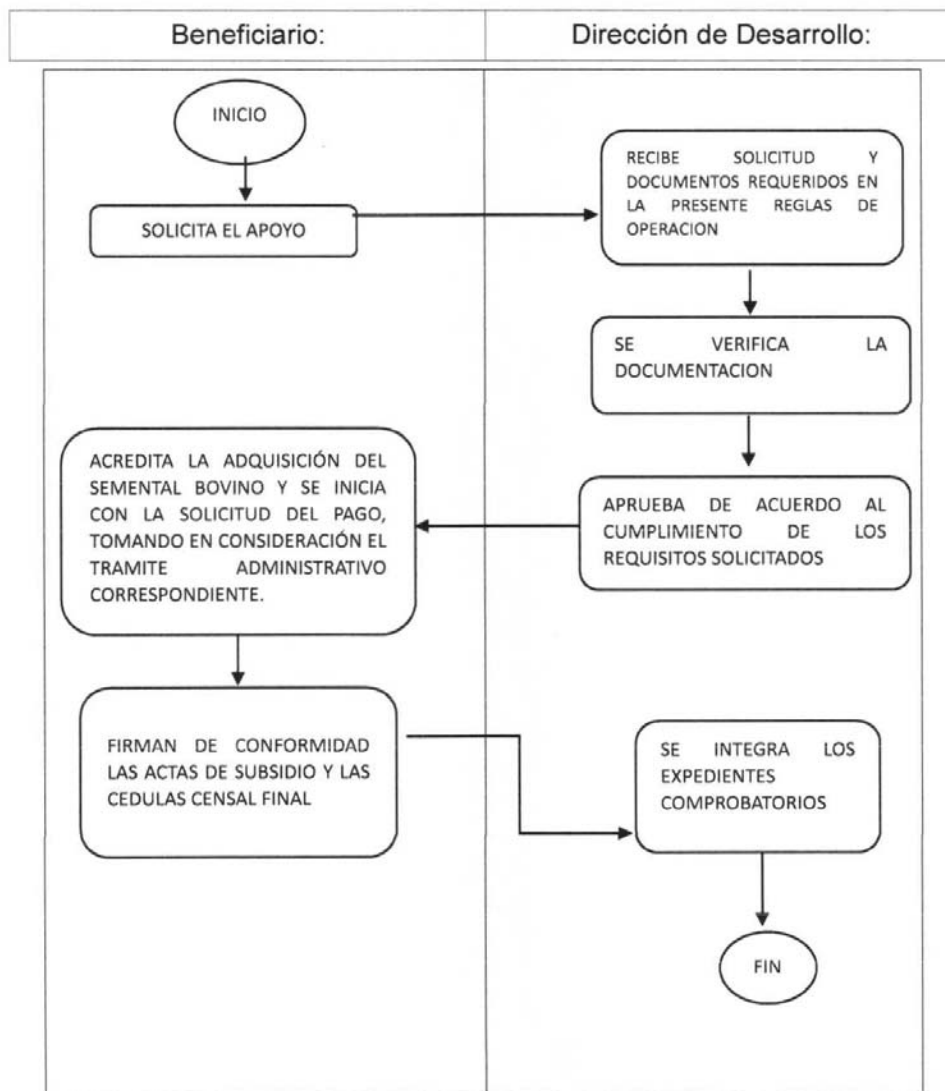 Beneficiario:
Dirección de Desarrollo:
INICIO
SOLICITA EL APOYO
RECIBE SOLICITUD Y
DOCUMENTOS REQUERIDOS EN
LA PRESENTE REGLAS DE
OPERACION
SE VERIFICA LA
DOCUMENTACION
APRUEBA DE ACUERDO AL
CUMPLIMIENTO DE LOS
REQUISITOS SOLICITADOS
ACREDITA LA ADQUISICIÓN DEL
SEMENTAL BOVINO Y SE INICIA
CON LA SOLICITUD DEL PAGO,
TOMANDO EN CONSIDERACIÓN EL
TRAMITE ADMINISTRATIVO
CORRESPONDIENTE.
FIRMAN DE CONFORMIDAD
LAS ACTAS DE SUBSIDIO Y LAS
CEDULAS CENSAL FINAL
SE INTEGRA LOS
EXPEDIENTES
COMPROBATORIOS
FIN